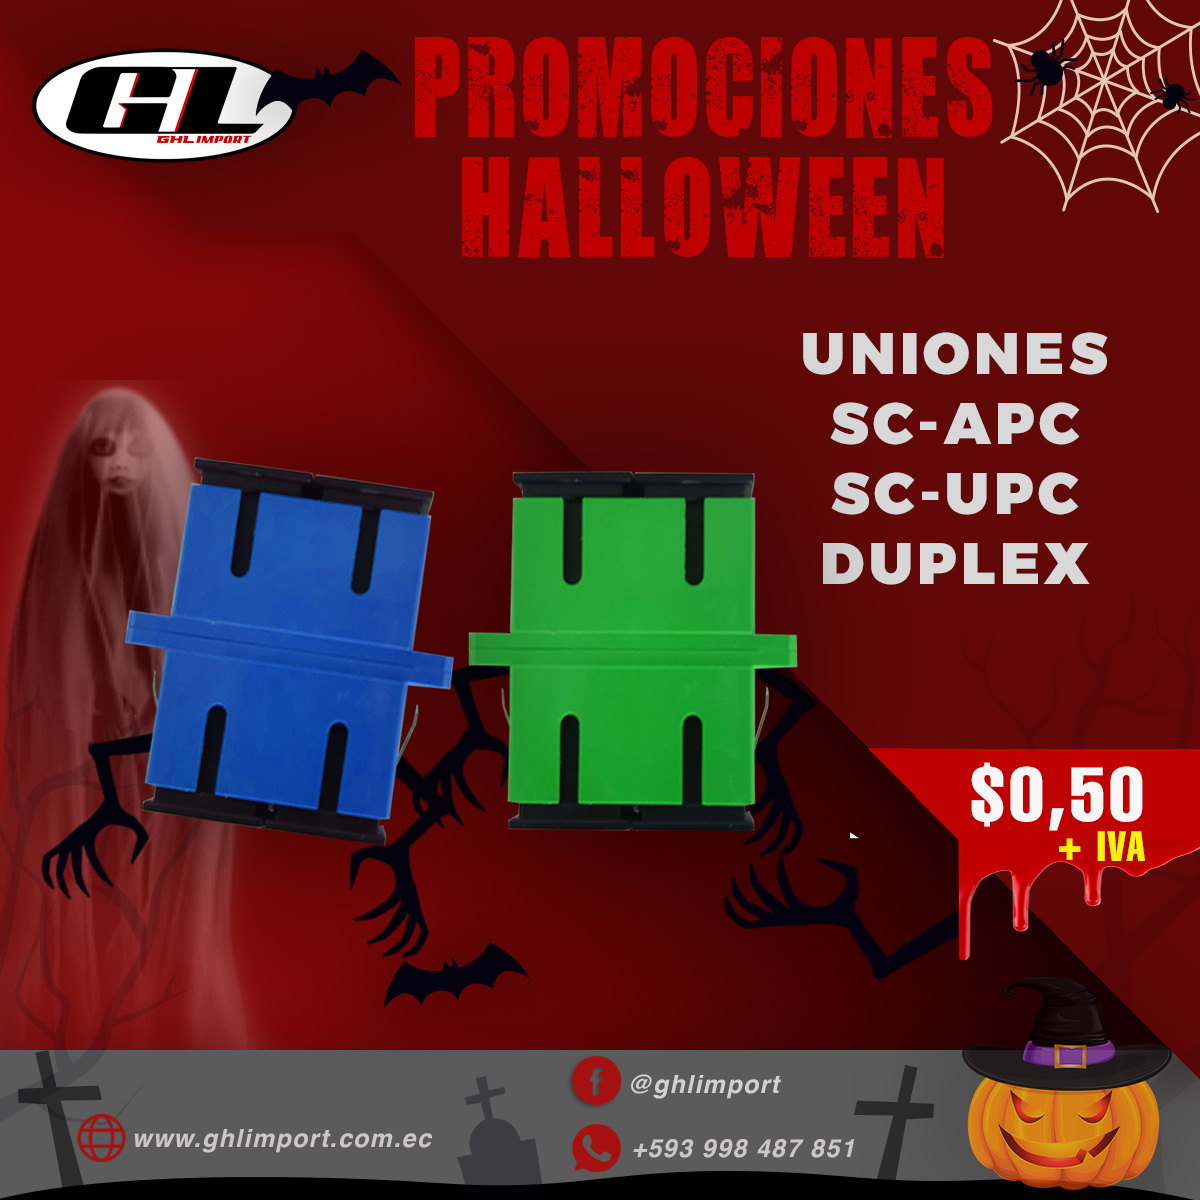 GHL
GHL IMPORT
PROMOCIONES
HALLOWEEN
UNIONES
SC-APC
SC-UPC
DUPLEX
$0,50
+ IVA
@ghlimport
www.ghlimport.com.ec
+593 998 487 851